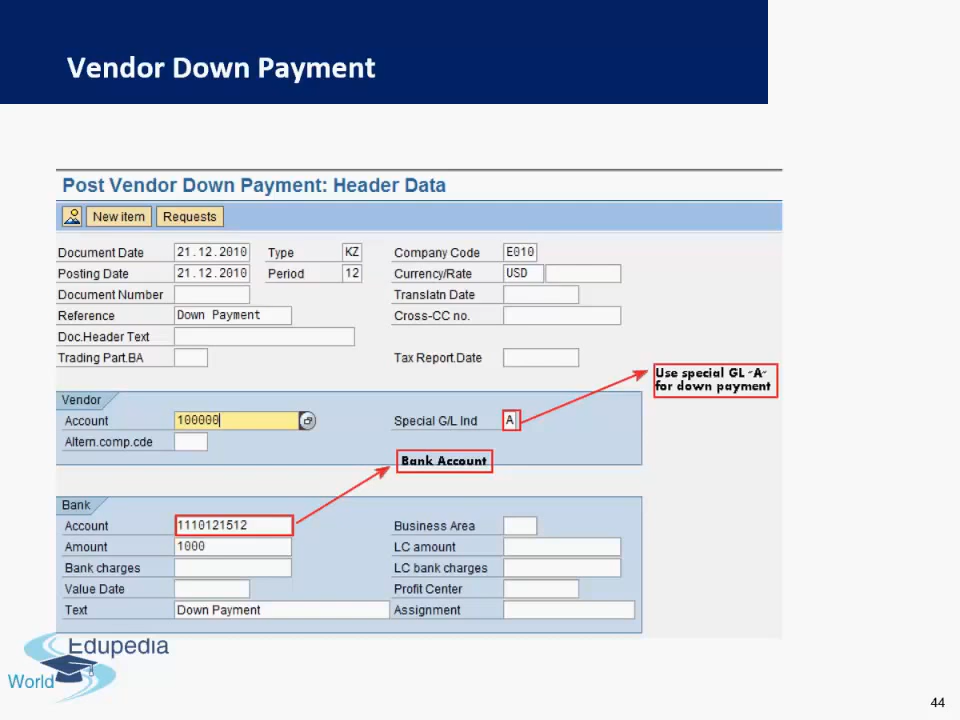 Vendor Down Payment
Post Vendor Down Payment: Header Data
New item Requests
Document Date 21.12.2010 Type KZ Company Code E010
Posting Date 21.12.2010 Period 12 Currency/Rate USD
Document Number Translatn Date
Reference Down Payment Cross-CC no.
Doc.Header Text
Trading Part.BA Tax Report.Date
Use special GL "A"
for down payment
Vendor
Account 100000 Special G/L Ind A
Altern.comp.cde
Bank Account
Bank
Account 1110121512 Business Area
Amount 1000 LC amount
Bank charges LC bank charges
Value Date Profit Center
Text Down Payment Assignment
Edupedia
World
44